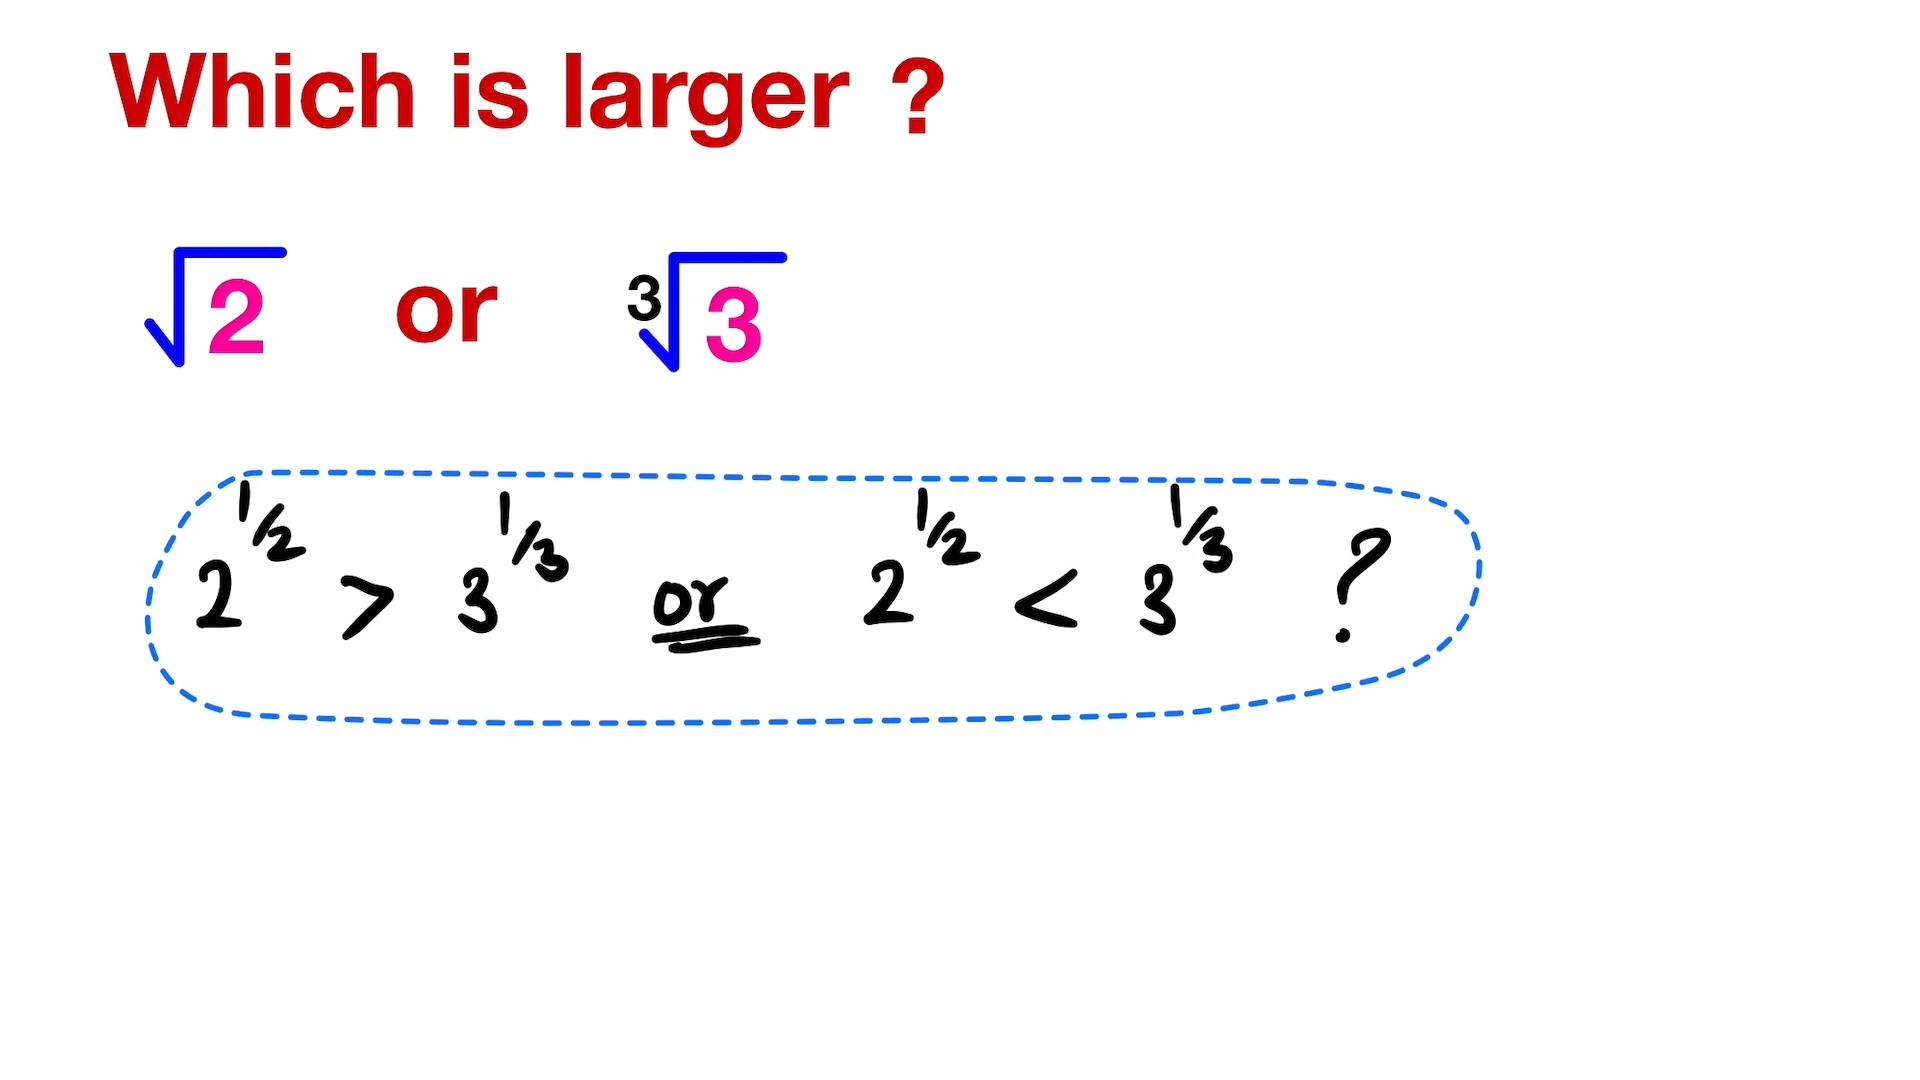 Which is larger ?
√2 or ³√3
2^1/2 > 3^1/3 or 2^1/2 < 3^1/3 ?